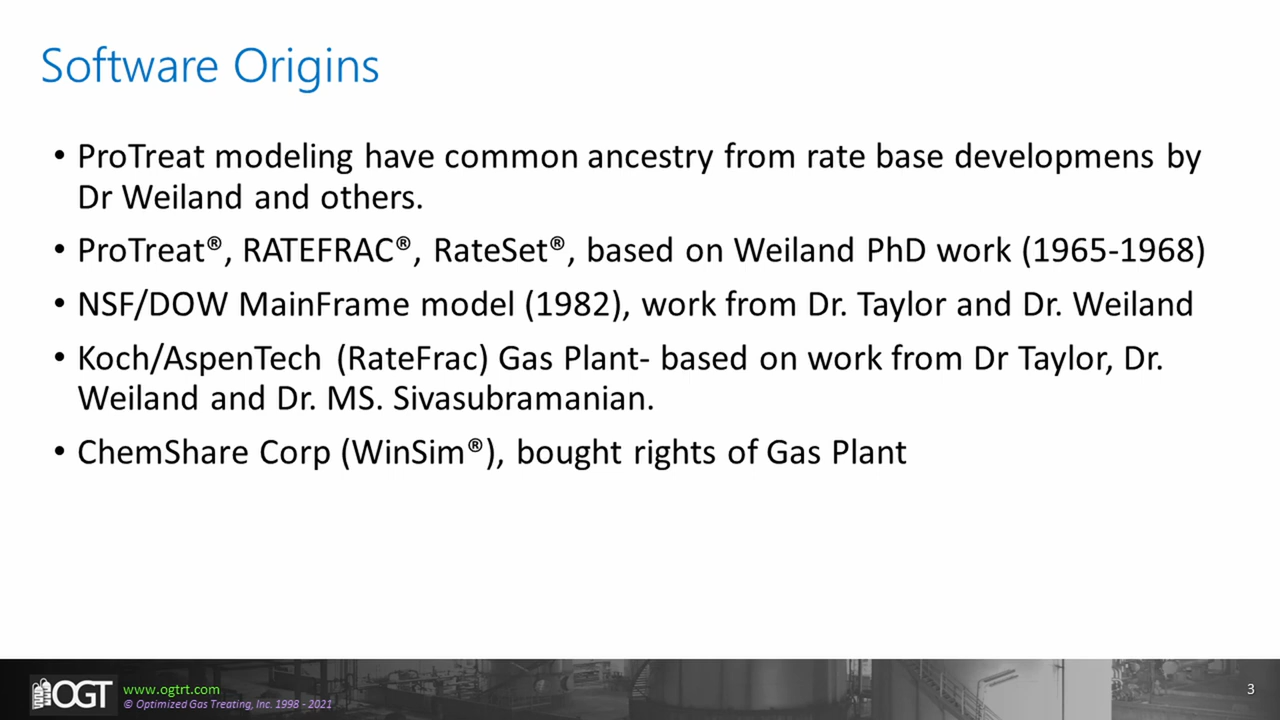 Software Origins
• ProTreat modeling have common ancestry from rate base developmens by
Dr Weiland and others.
• ProTreat®, RATEFRAC®, RateSet®, based on Weiland PhD work (1965-1968)
• NSF/DOW MainFrame model (1982), work from Dr. Taylor and Dr. Weiland
• Koch/AspenTech (RateFrac) Gas Plant- based on work from Dr Taylor, Dr.
Weiland and Dr. MS. Sivasubramanian.
• ChemShare Corp (WinSim®), bought rights of Gas Plant
OGT
www.ogtrt.com
© Optimized Gas Treating, Inc. 1998 - 2021
3